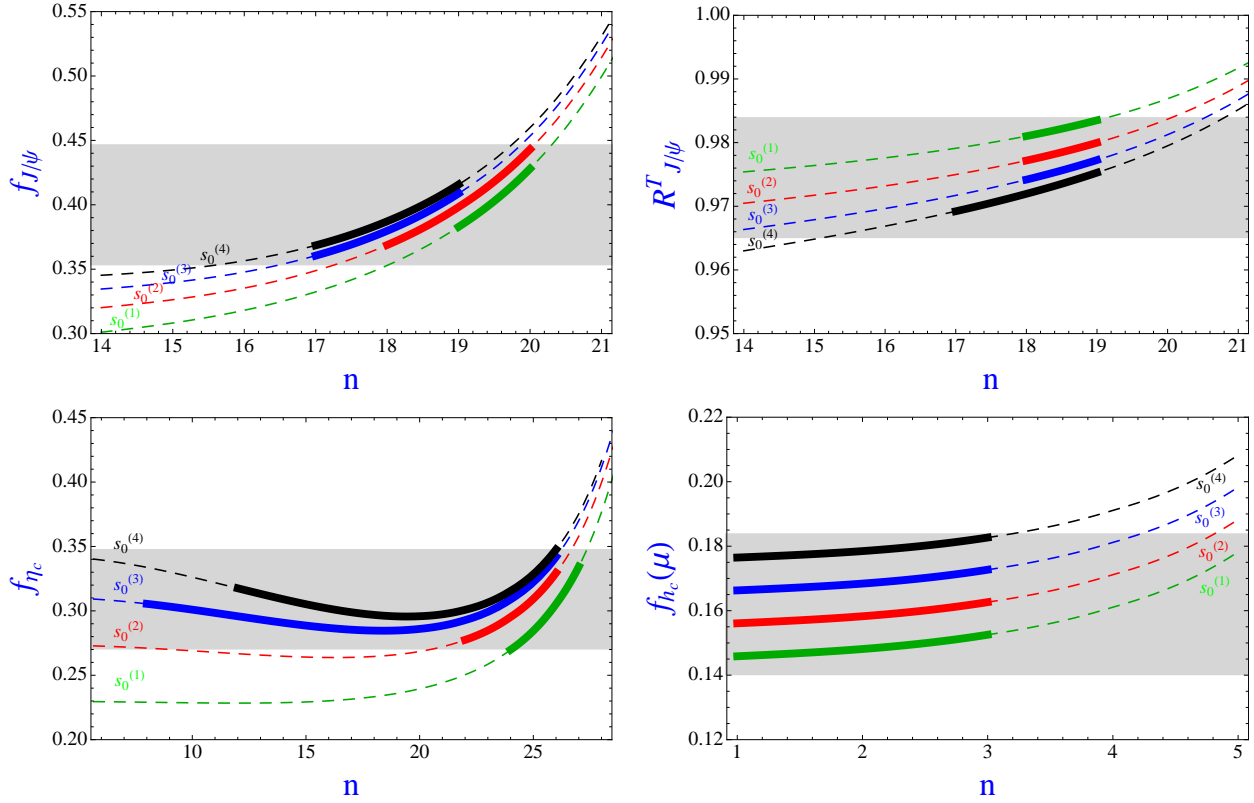 0.55
0.50
0.45
0.40
0.35
0.30
f_{J/ψ}
s_0^{(4)}
s_0^{(3)}
s_0^{(2)}
s_0^{(1)}
14 15 16 17 18 19 20 21
n
1.00
0.99
0.98
0.97
0.96
0.95
R^T_{J/ψ}
s_0^{(1)}
s_0^{(2)}
s_0^{(3)}
s_0^{(4)}
14 15 16 17 18 19 20 21
n
0.45
0.40
0.35
0.30
0.25
0.20
f_{η_c}
s_0^{(4)}
s_0^{(3)}
s_0^{(2)}
s_0^{(1)}
10 15 20 25
n
0.22
0.20
0.18
0.16
0.14
0.12
f_{h_c}(μ)
s_0^{(4)}
s_0^{(3)}
s_0^{(2)}
s_0^{(1)}
1 2 3 4 5
n